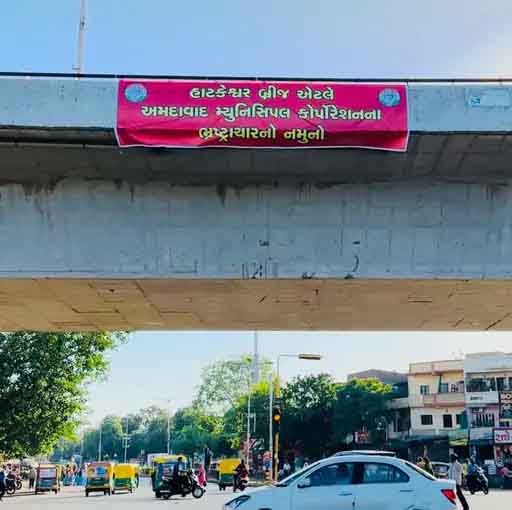 હાટકેશ્વર બ્રીજ એટલે
અમદાવાદ મ્યુનિસિપલ કોર્પોરેશનના
ભ્રષ્ટાચારનો નમુનો